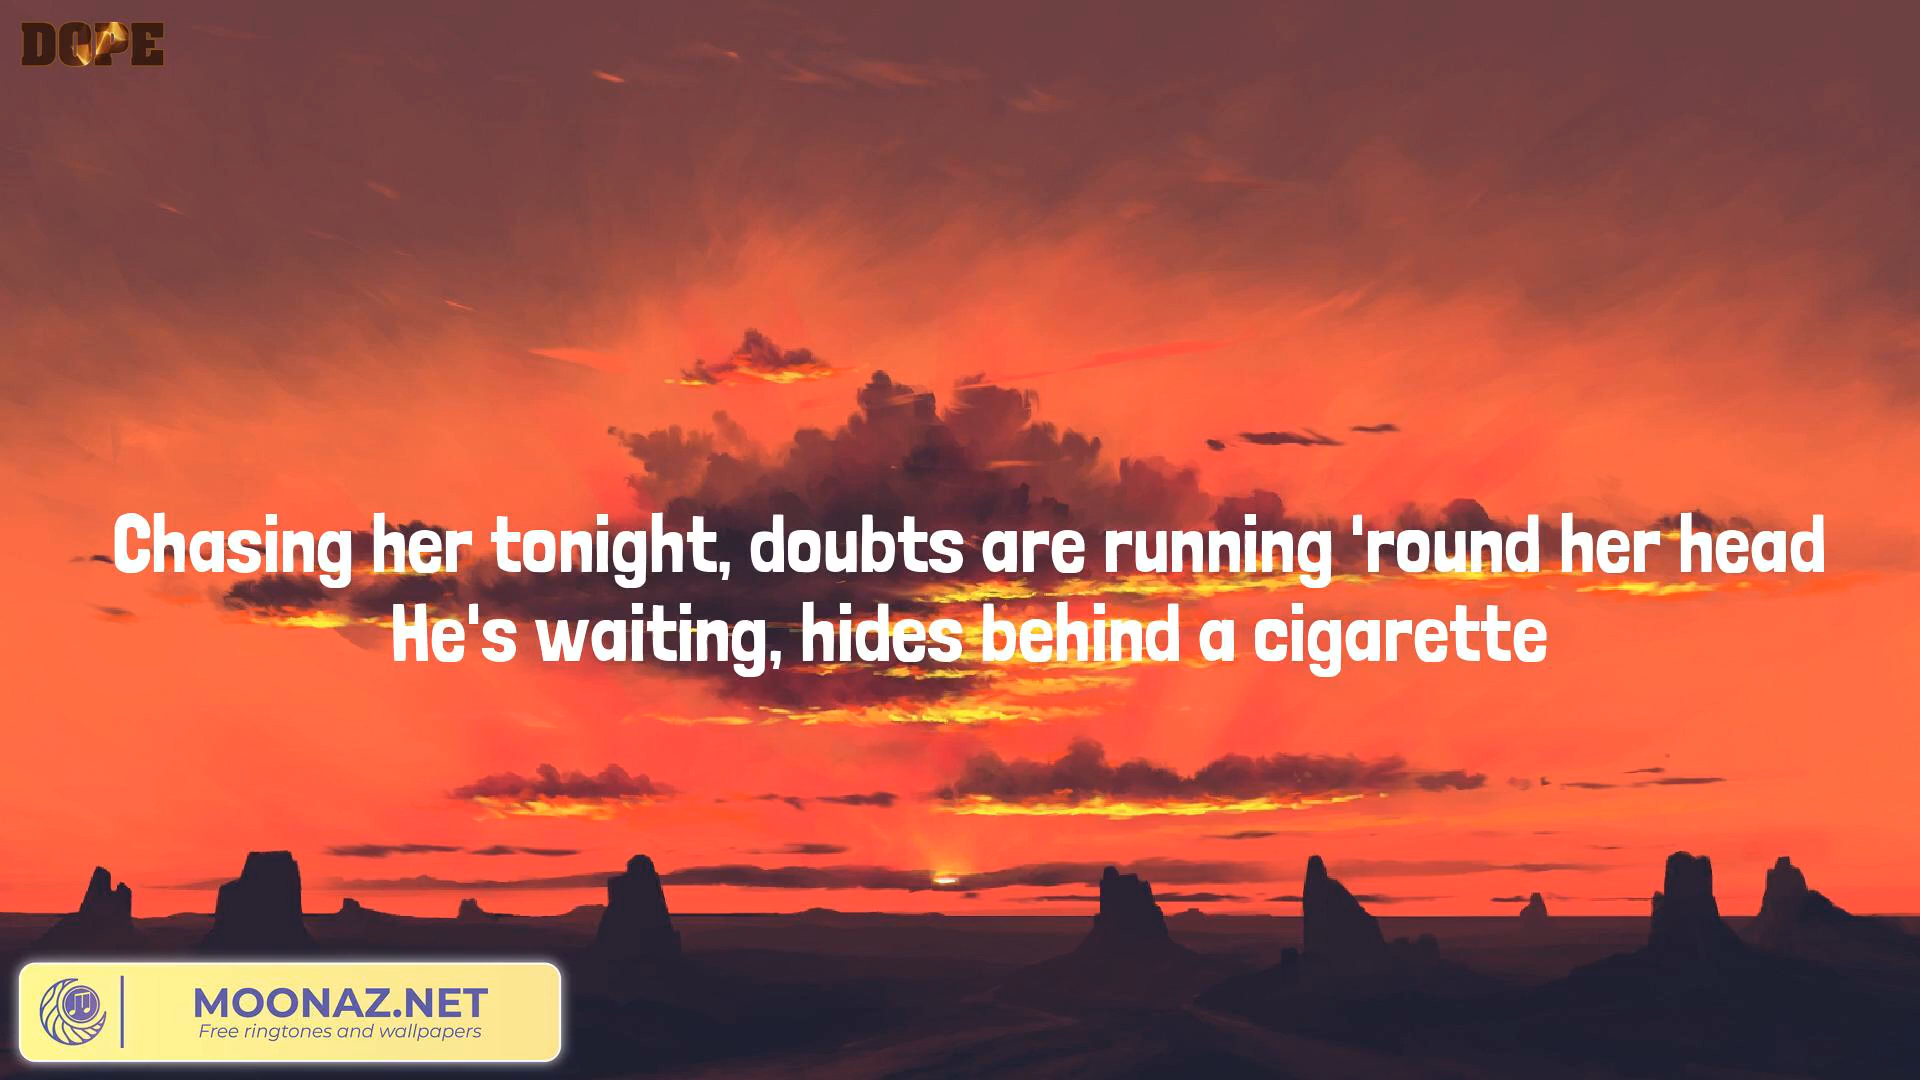 DOPE
Chasing her tonight, doubts are running 'round her head
He's waiting, hides behind a cigarette
MOONAZ.NET
Free ringtones and wallpapers